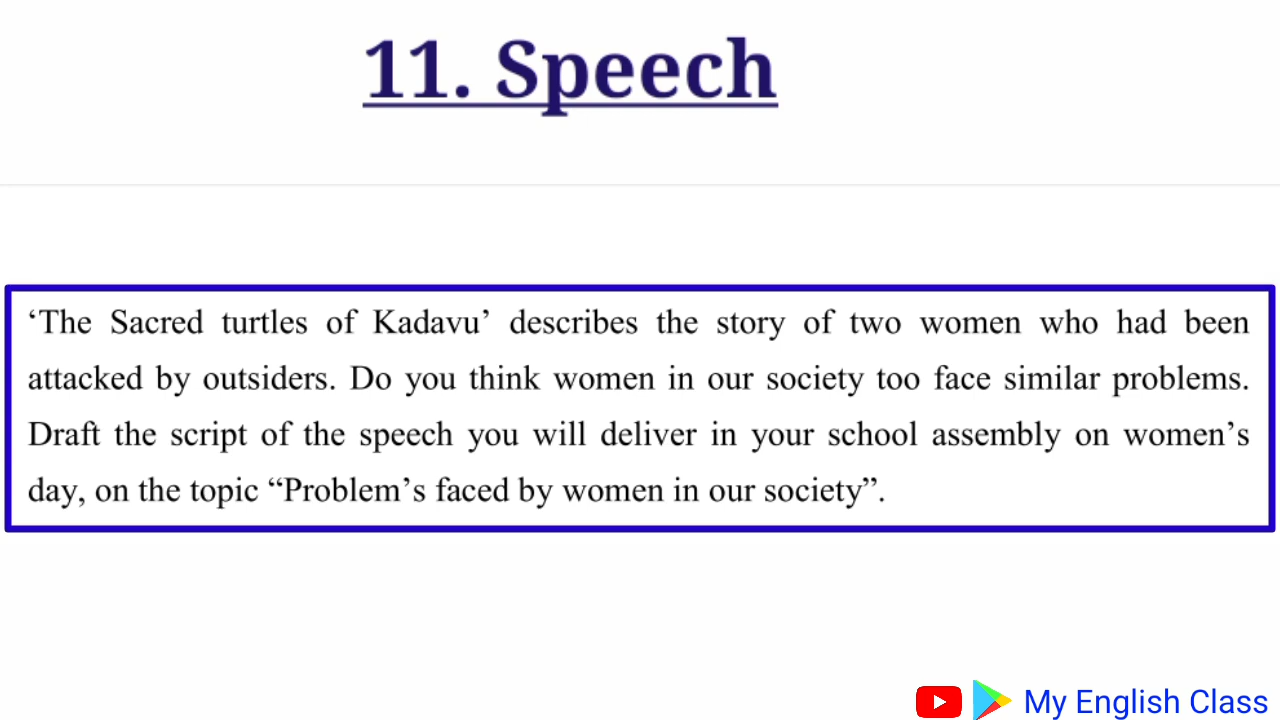 11. Speech
‘The Sacred turtles of Kadavu’ describes the story of two women who had been
attacked by outsiders. Do you think women in our society too face similar problems.
Draft the script of the speech you will deliver in your school assembly on women’s
day, on the topic “Problem’s faced by women in our society”.
My English Class